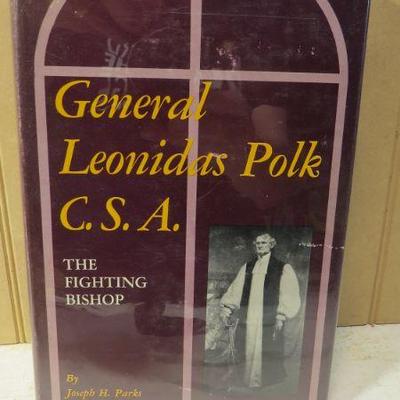 General
Leonidas Polk
C. S. A.
THE
FIGHTING
BISHOP
By
Joseph H. Parks